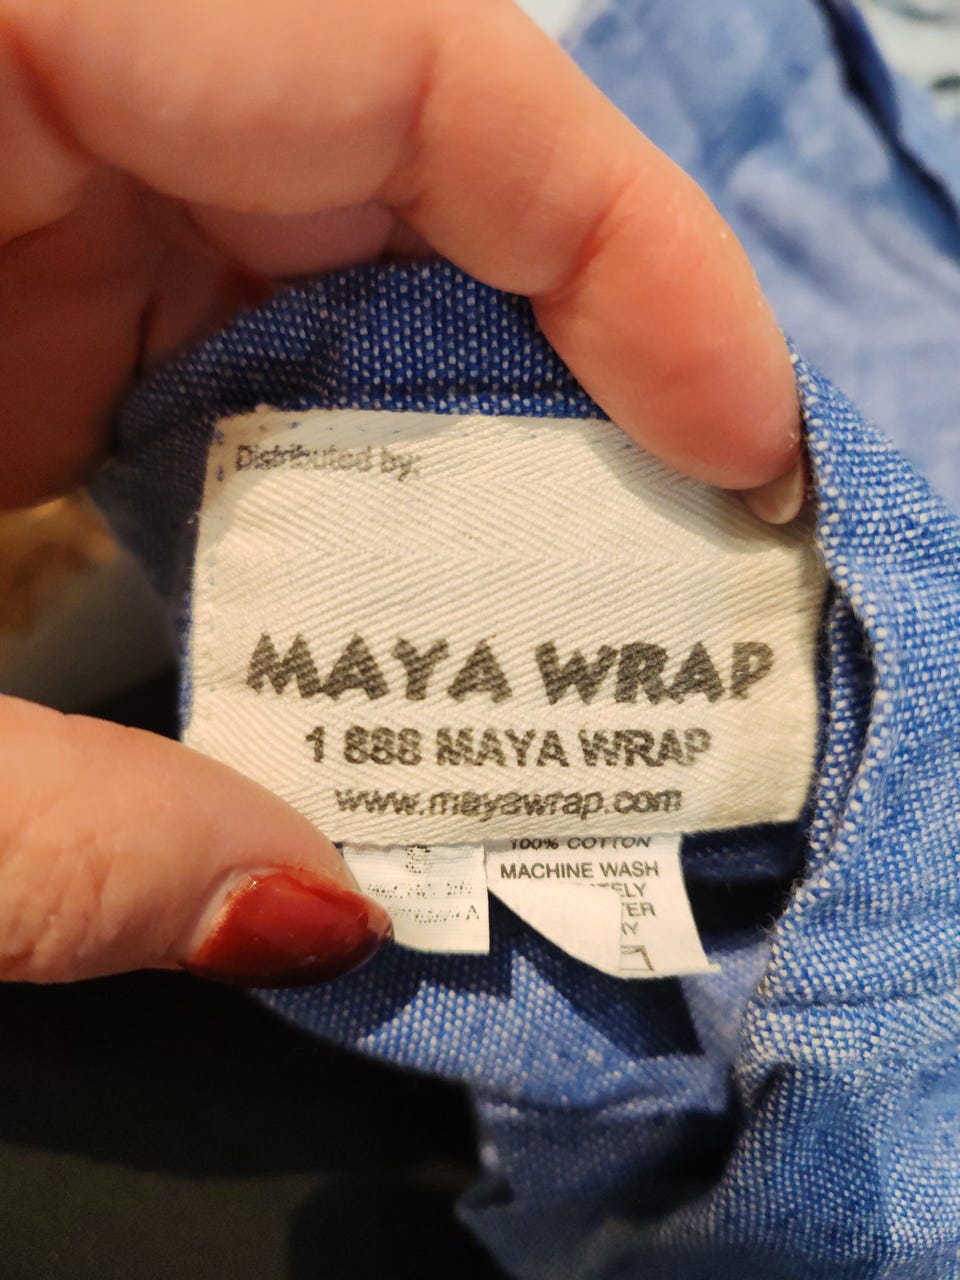 Distributed by:
MAYA WRAP
1 888 MAYA WRAP
www.mayawrap.com
100% COTTON
MACHINE WASH